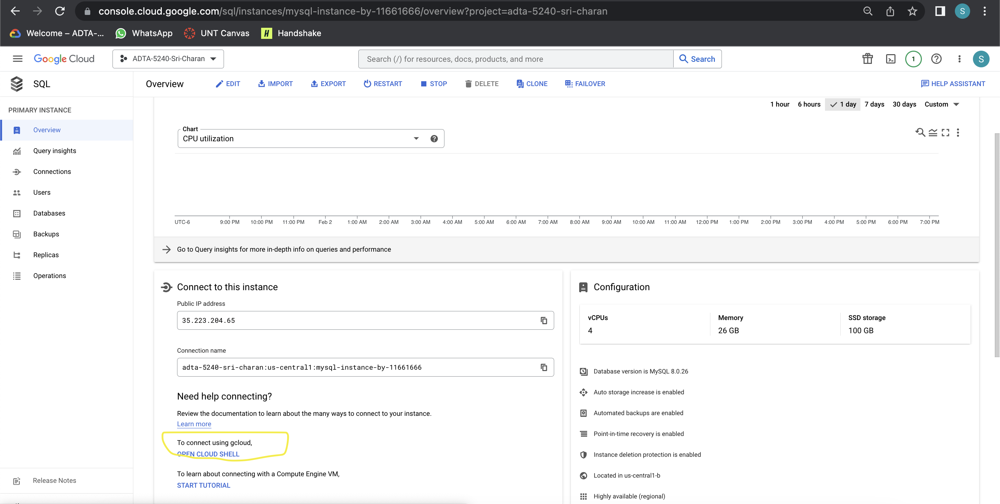 console.cloud.google.com/sql/instances/mysql-instance-by-11661666/overview?project=adta-5240-sri-charan
S
Welcome – ADTA-... WhatsApp UNT Canvas H Handshake
Google Cloud ADTA-5240-Sri-Charan Search (/) for resources, docs, products, and more Search 1 S
SQL
Overview EDIT IMPORT EXPORT RESTART STOP DELETE CLONE FAILOVER HELP ASSISTANT
PRIMARY INSTANCE
Overview
Query insights
Connections
Users
Databases
Backups
Replicas
Operations
Release Notes
1 hour 6 hours 1 day 7 days 30 days Custom
Chart
CPU utilization
UTC-6 9:00 PM 10:00 PM 11:00 PM Feb 2 1:00 AM 2:00 AM 3:00 AM 4:00 AM 5:00 AM 6:00 AM 7:00 AM 8:00 AM 9:00 AM 10:00 AM 11:00 AM 12:00 PM 1:00 PM 2:00 PM 3:00 PM 4:00 PM 5:00 PM 6:00 PM 7:00 PM
Go to Query insights for more in-depth info on queries and performance
Connect to this instance
Public IP address
35.223.204.65
Connection name
adta-5240-sri-charan:us-central1:mysql-instance-by-11661666
Need help connecting?
Review the documentation to learn about the many ways to connect to your instance.
Learn more
To connect using gcloud,
OPEN CLOUD SHELL
To learn about connecting with a Compute Engine VM,
START TUTORIAL
Configuration
vCPUs Memory SSD storage
4 26 GB 100 GB
Database version is MySQL 8.0.26
Auto storage increase is enabled
Automated backups are enabled
Point-in-time recovery is enabled
Instance deletion protection is enabled
Located in us-central1-b
Highly available (regional)